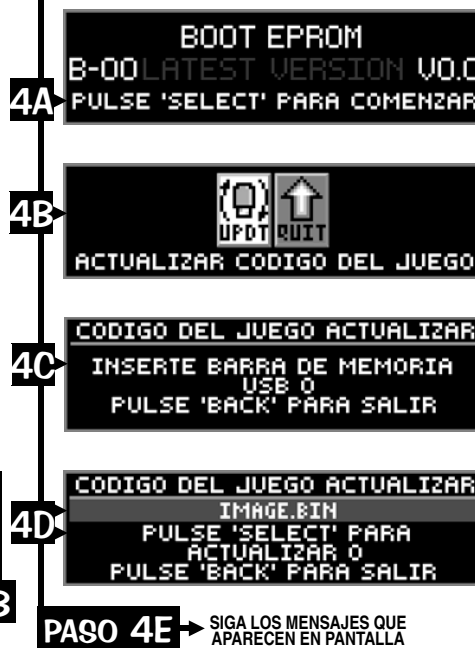 BOOT EPROM
B-00 LATEST VERSION V0.0
4A PULSE 'SELECT' PARA COMENZAR
4B
UPDT QUIT
ACTUALIZAR CODIGO DEL JUEGO
CODIGO DEL JUEGO ACTUALIZAR
4C
INSERTE BARRA DE MEMORIA
USB O
PULSE 'BACK' PARA SALIR
CODIGO DEL JUEGO ACTUALIZAR
4D
IMAGE.BIN
PULSE 'SELECT' PARA
ACTUALIZAR O
PULSE 'BACK' PARA SALIR
PASO 4E
SIGA LOS MENSAJES QUE
APARECEN EN PANTALLA